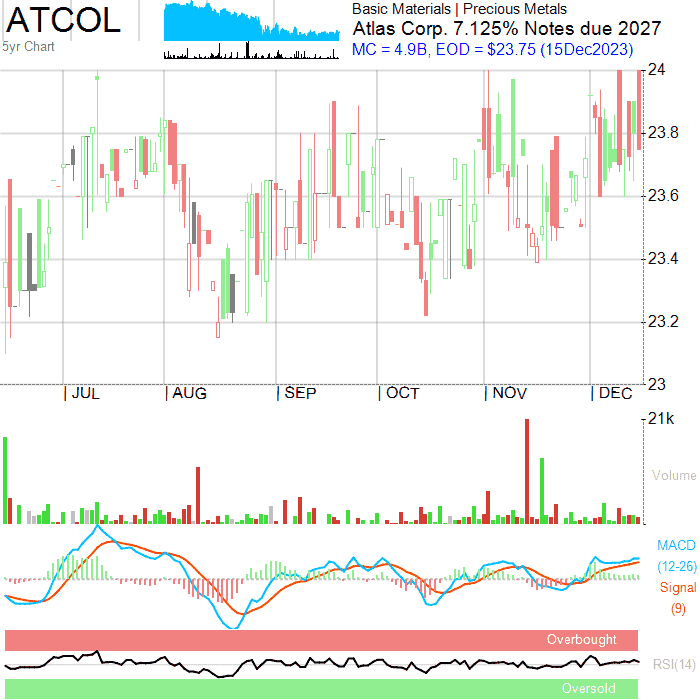 ATCOL
5yr Chart
Basic Materials | Precious Metals
Atlas Corp. 7.125% Notes due 2027
MC = 4.9B, EOD = $23.75 (15Dec2023)
24
23.8
23.6
23.4
23.2
23
| JUL | AUG | SEP | OCT | NOV | DEC
21k
Volume
MACD
(12-26)
Signal
(9)
Overbought
RSI(14)
Oversold